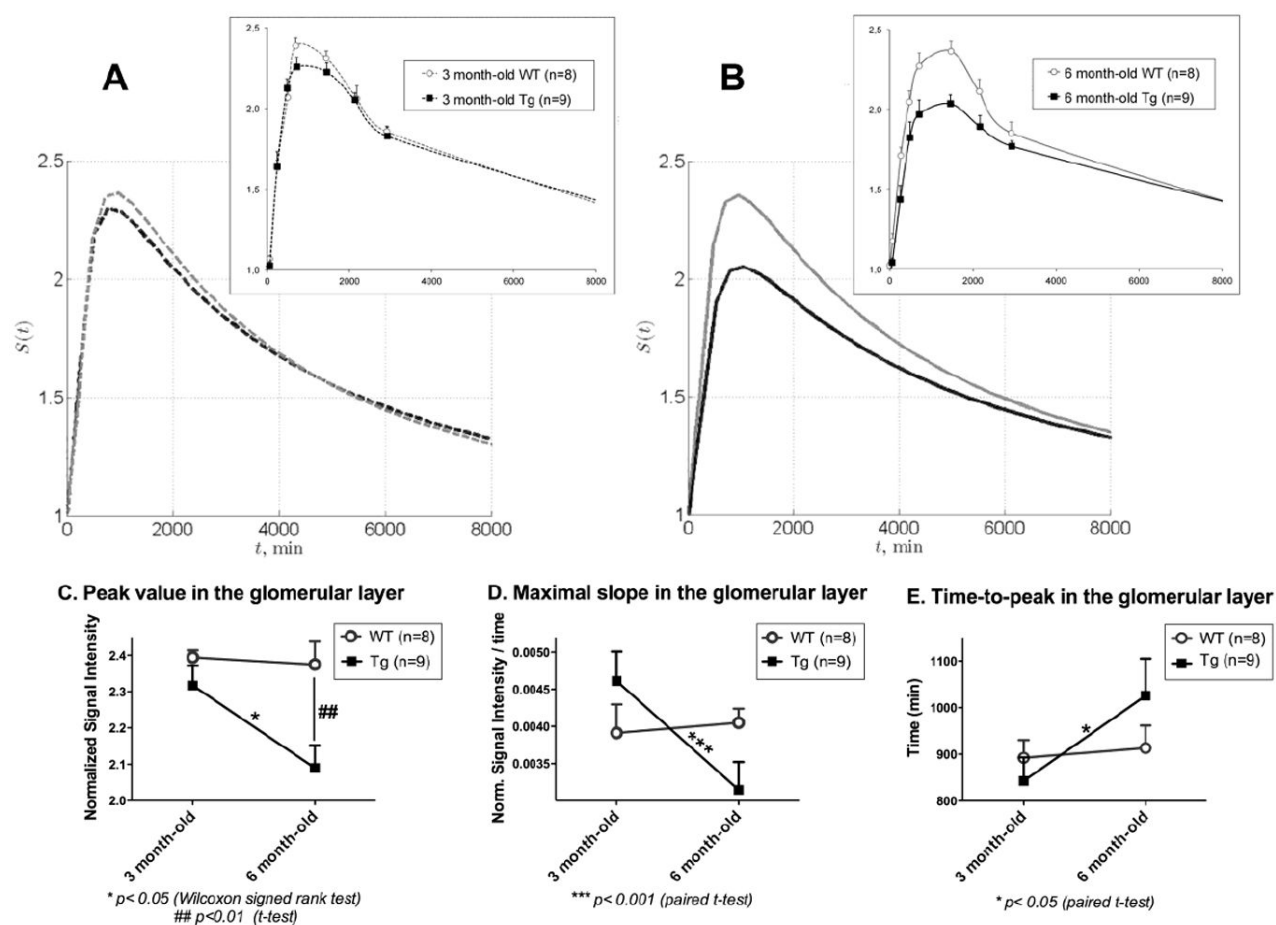 A
2,5
2,0
1,5
1,0
0
2000
4000
6000
8000
3 month-old WT (n=8)
3 month-old Tg (n=9)
2.5
2
1.5
1
S(t)
0
2000
4000
6000
8000
t, min
B
2,5
2,0
1,5
1,0
0
2000
4000
6000
8000
6 month-old WT (n=8)
6 month-old Tg (n=9)
2.5
2
1.5
1
S(t)
0
2000
4000
6000
8000
t, min
C. Peak value in the glomerular layer
Normalized Signal Intensity
2.4
2.3
2.2
2.1
2.0
WT (n=8)
Tg (n=9)
*
##
3 month-old
6 month-old
* p< 0.05 (Wilcoxon signed rank test)
## p<0.01 (t-test)
D. Maximal slope in the glomerular layer
Norm. Signal Intensity / time
0.0050
0.0045
0.0040
0.0035
WT (n=8)
Tg (n=9)
***
3 month-old
6 month-old
*** p< 0.001 (paired t-test)
E. Time-to-peak in the glomerular layer
Time (min)
1100
1000
900
800
WT (n=8)
Tg (n=9)
*
3 month-old
6 month-old
* p< 0.05 (paired t-test)